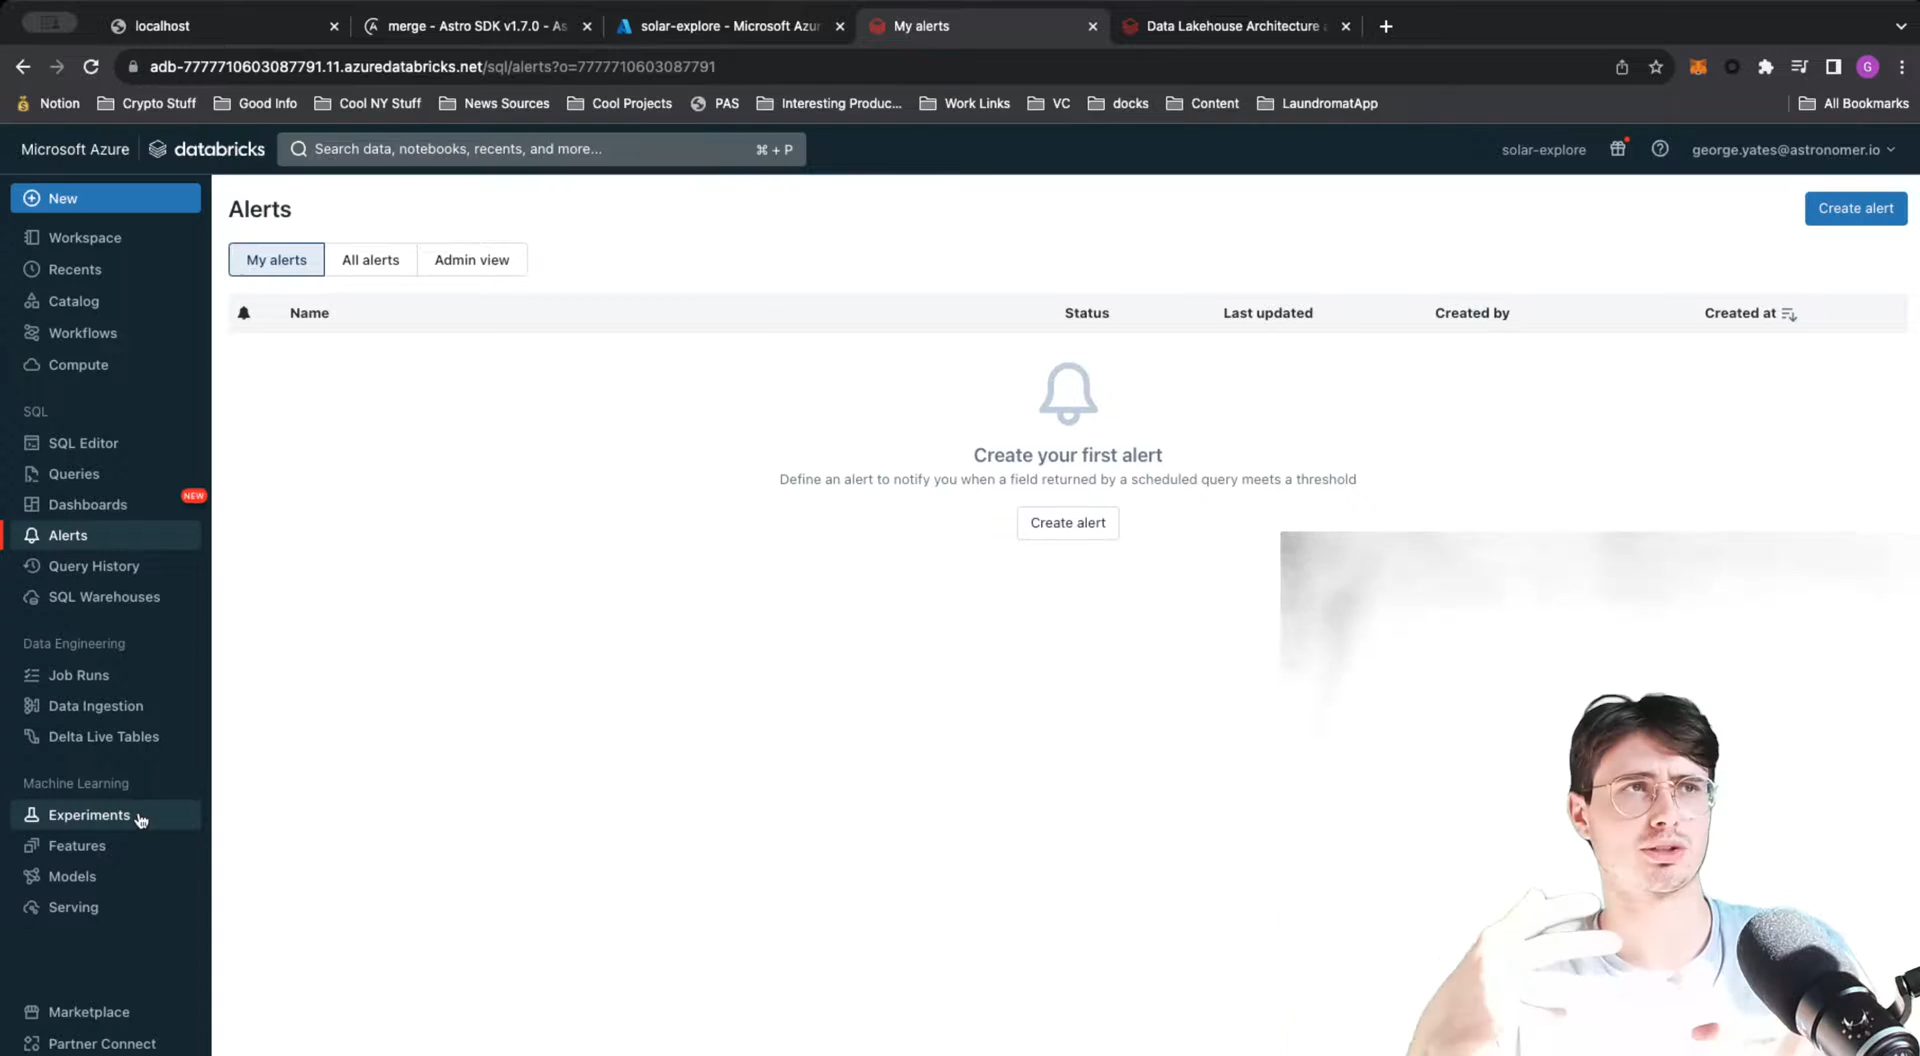 localhost
merge - Astro SDK v1.7.0 - As
solar-explore - Microsoft Azur
My alerts
Data Lakehouse Architecture a
adb-7777710603087791.11.azuredatabricks.net/sql/alerts?o=7777710603087791
G
Notion
Crypto Stuff
Good Info
Cool NY Stuff
News Sources
Cool Projects
PAS
Interesting Produc...
Work Links
VC
docks
Content
LaundromatApp
All Bookmarks
Microsoft Azure
databricks
Search data, notebooks, recents, and more...
⌘ + P
solar-explore
george.yates@astronomer.io
New
Workspace
Recents
Catalog
Workflows
Compute
SQL
SQL Editor
Queries
Dashboards
NEW
Alerts
Query History
SQL Warehouses
Data Engineering
Job Runs
Data Ingestion
Delta Live Tables
Machine Learning
Experiments
Features
Models
Serving
Marketplace
Partner Connect
Alerts
Create alert
My alerts
All alerts
Admin view
Name
Status
Last updated
Created by
Created at
Create your first alert
Define an alert to notify you when a field returned by a scheduled query meets a threshold
Create alert